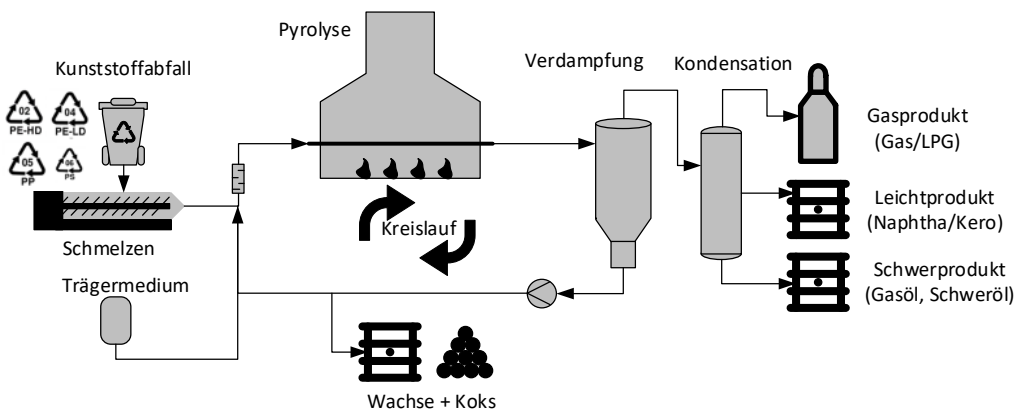 Pyrolyse
Verdampfung
Kondensation
Kunststoffabfall
02
PE-HD
04
PE-LD
05
PP
06
PS
Gasprodukt
(Gas/LPG)
Leichtprodukt
(Naphtha/Kero)
Kreislauf
Schmelzen
Schwerprodukt
(Gasöl, Schweröl)
Trägermedium
Wachse + Koks